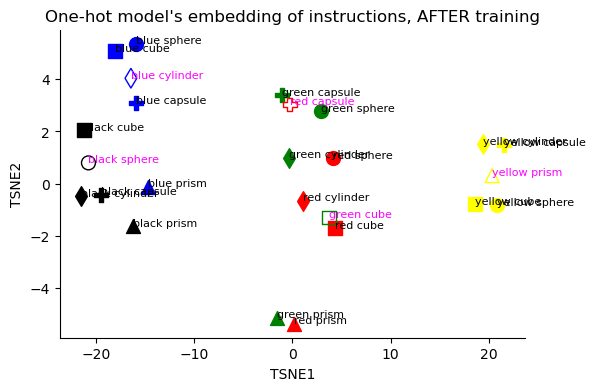 One-hot model's embedding of instructions, AFTER training
blue sphere
blue cube
blue cylinder
blue capsule
green capsule
red capsule
green sphere
black cube
yellow cylinder
yellow capsule
green cylinder
red sphere
black sphere
yellow prism
blue prism
black capsule
black cylinder
red cylinder
yellow cube
yellow sphere
green cube
red cube
black prism
green prism
red prism
4
2
0
−2
−4
TSNE2
−20
−10
0
10
20
TSNE1